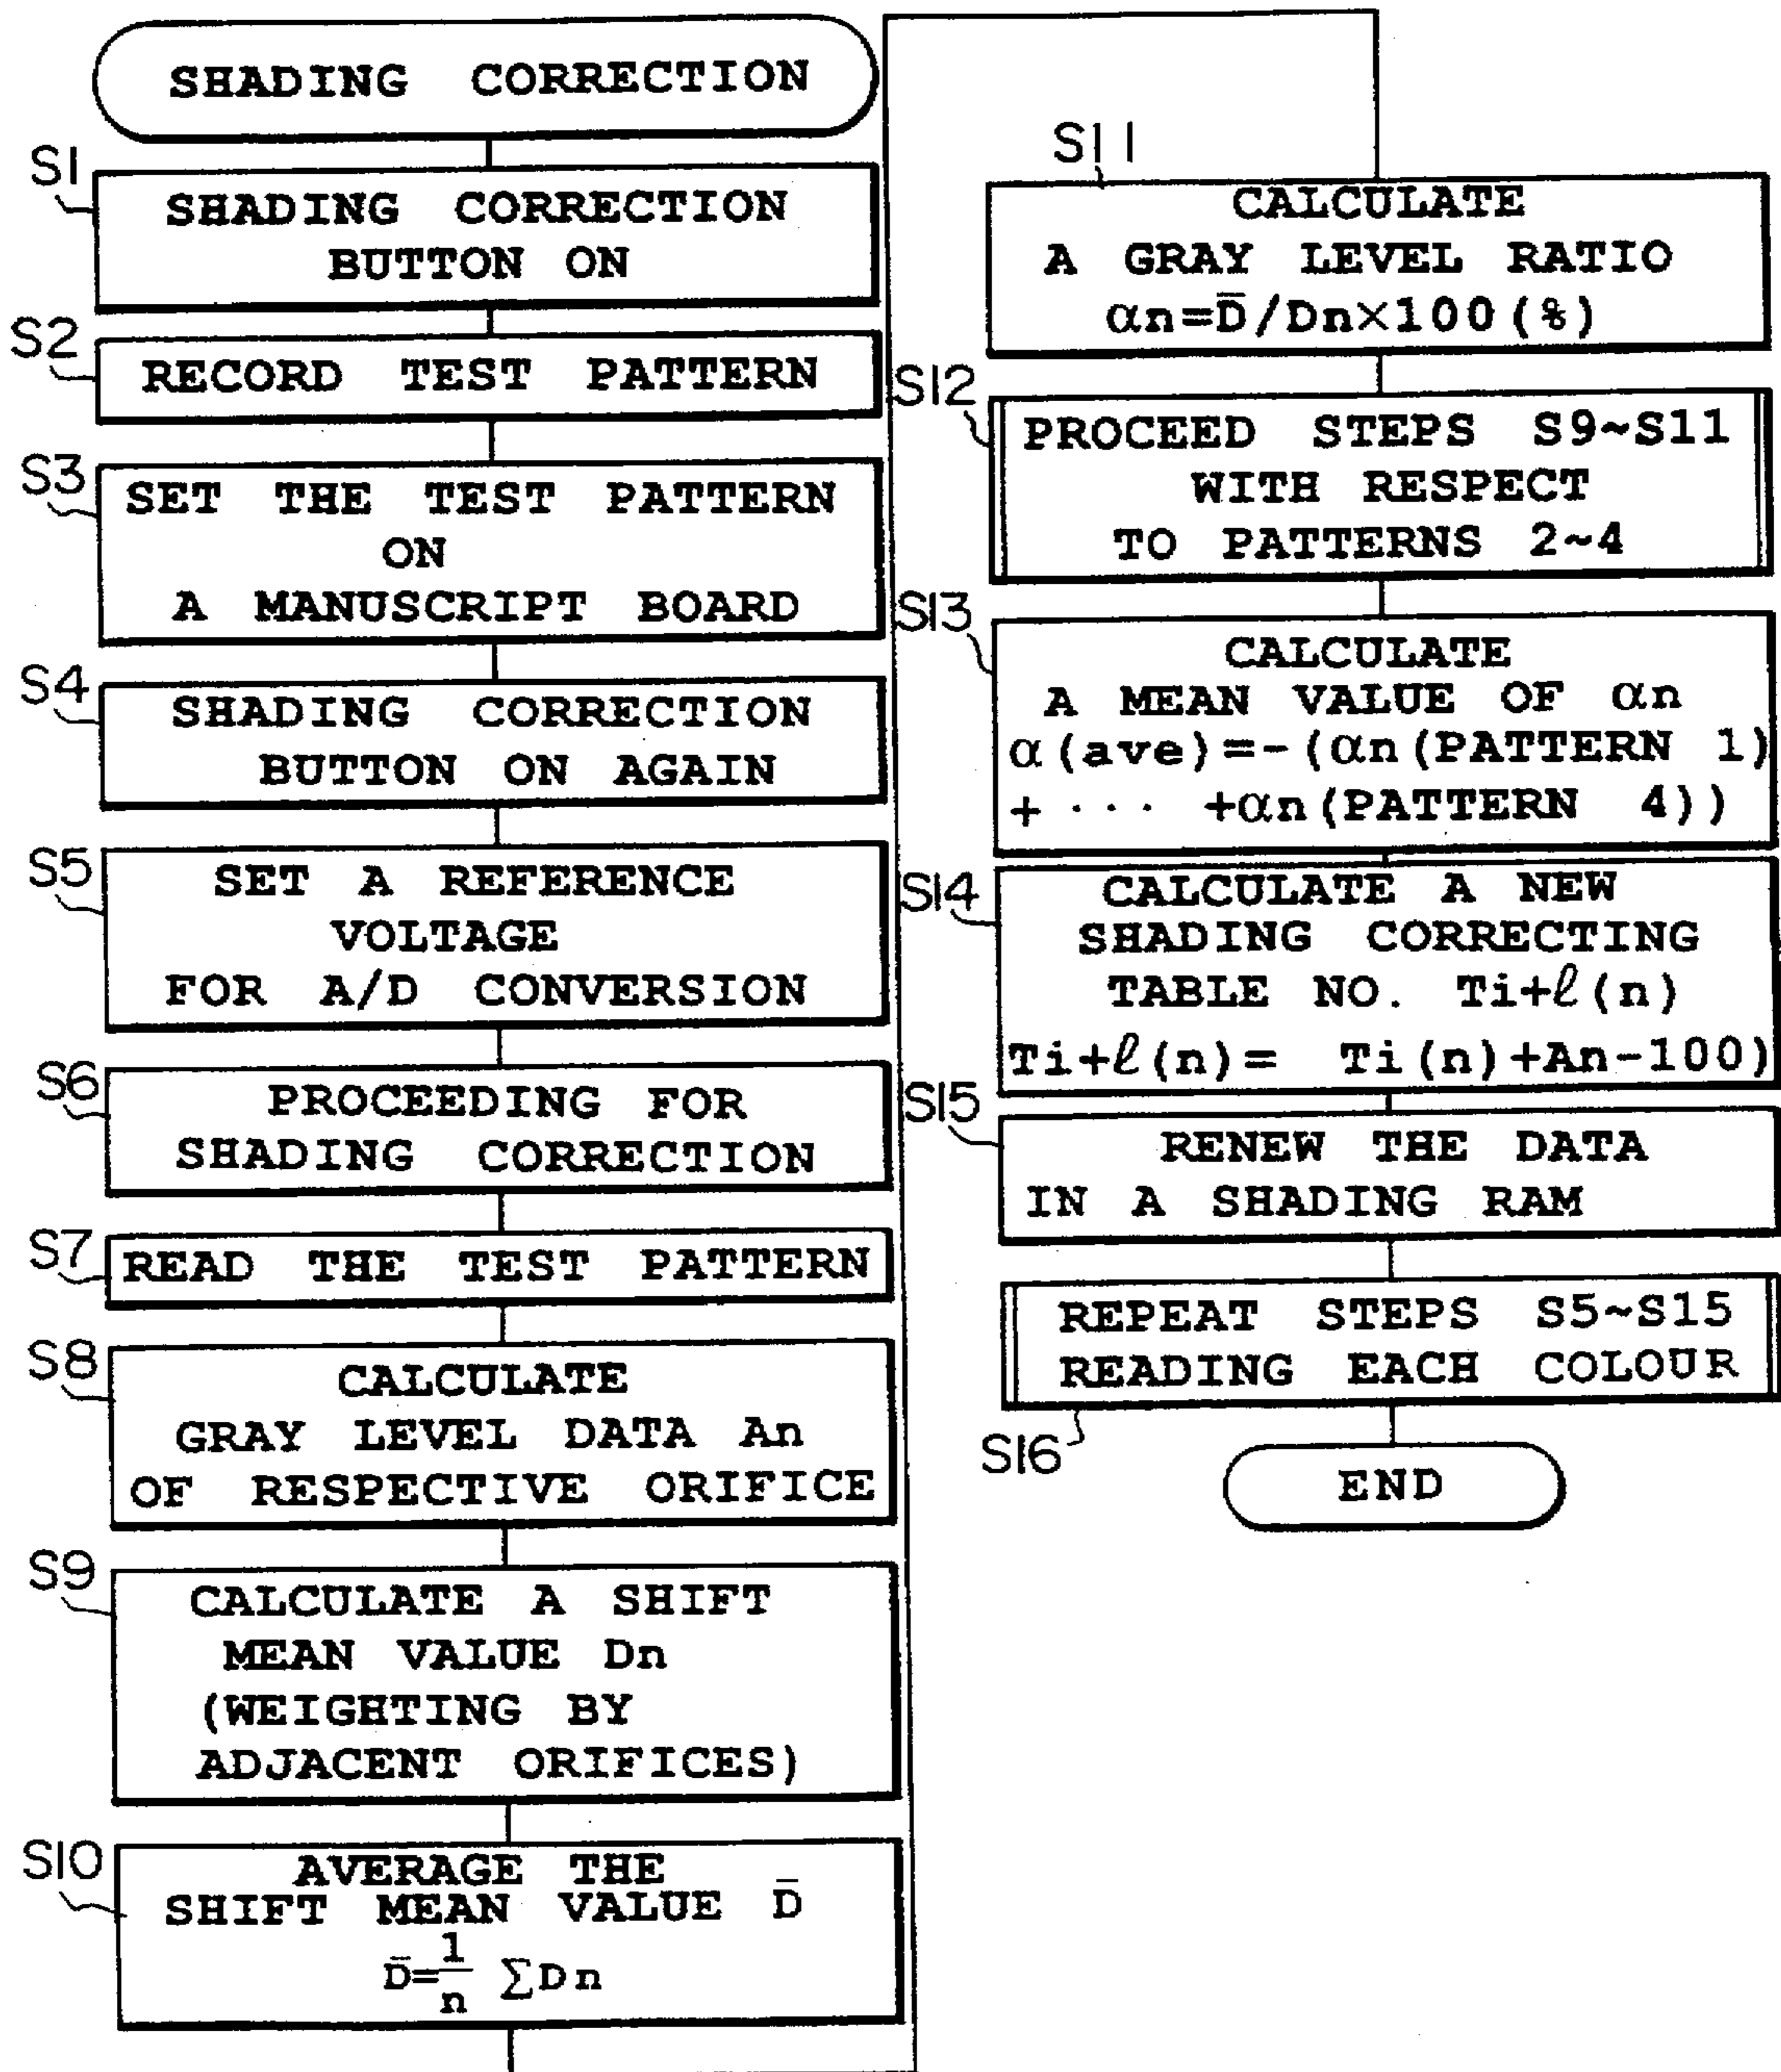 SHADING CORRECTION
S1
SHADING CORRECTION
BUTTON ON
S2
RECORD TEST PATTERN
S3
SET THE TEST PATTERN
ON
A MANUSCRIPT BOARD
S4
SHADING CORRECTION
BUTTON ON AGAIN
S5
SET A REFERENCE
VOLTAGE
FOR A/D CONVERSION
S6
PROCEEDING FOR
SHADING CORRECTION
S7
READ THE TEST PATTERN
S8
CALCULATE
GRAY LEVEL DATA An
OF RESPECTIVE ORIFICE
S9
CALCULATE A SHIFT
MEAN VALUE Dn
(WEIGHTING BY
ADJACENT ORIFICES)
S10
AVERAGE THE
SHIFT MEAN VALUE D̄
D̄=1/n ΣDn
S11
CALCULATE
A GRAY LEVEL RATIO
αn=D̄/Dn×100(%)
S12
PROCEED STEPS S9~S11
WITH RESPECT
TO PATTERNS 2~4
S13
CALCULATE
A MEAN VALUE OF αn
α(ave)=-(αn(PATTERN 1)
+ ··· +αn(PATTERN 4))
S14
CALCULATE A NEW
SHADING CORRECTING
TABLE NO. Ti+ℓ(n)
Ti+ℓ(n)= Ti(n)+An-100)
S15
RENEW THE DATA
IN A SHADING RAM
REPEAT STEPS S5~S15
READING EACH COLOUR
S16
END